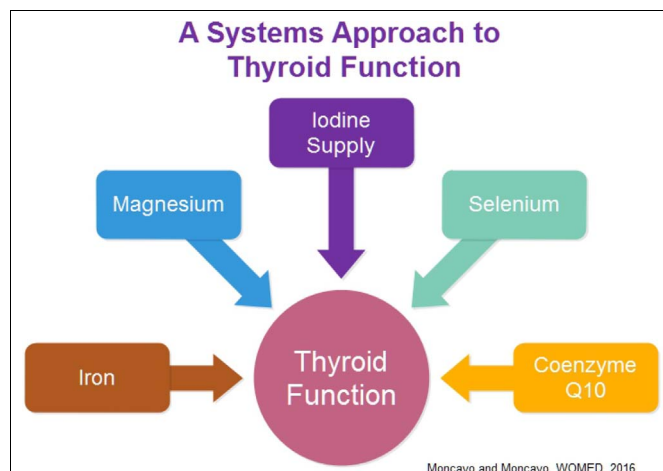 A Systems Approach to
Thyroid Function
Iodine
Supply
Magnesium
Selenium
Iron
Thyroid
Function
Coenzyme
Q10
Moncayo and Moncayo, WOMED, 2016